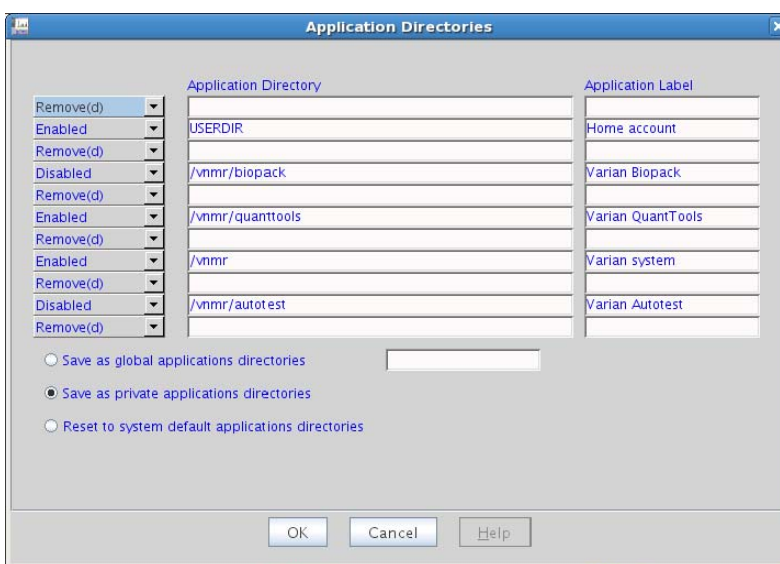 Application Directories
Application Directory Application Label
Remove(d)
Enabled USERDIR Home account
Remove(d)
Disabled /vnmr/biopack Varian Biopack
Remove(d)
Enabled /vnmr/quanttools Varian QuantTools
Remove(d)
Enabled /vnmr Varian system
Remove(d)
Disabled /vnmr/autotest Varian Autotest
Remove(d)
Save as global applications directories
Save as private applications directories
Reset to system default applications directories
OK Cancel Help